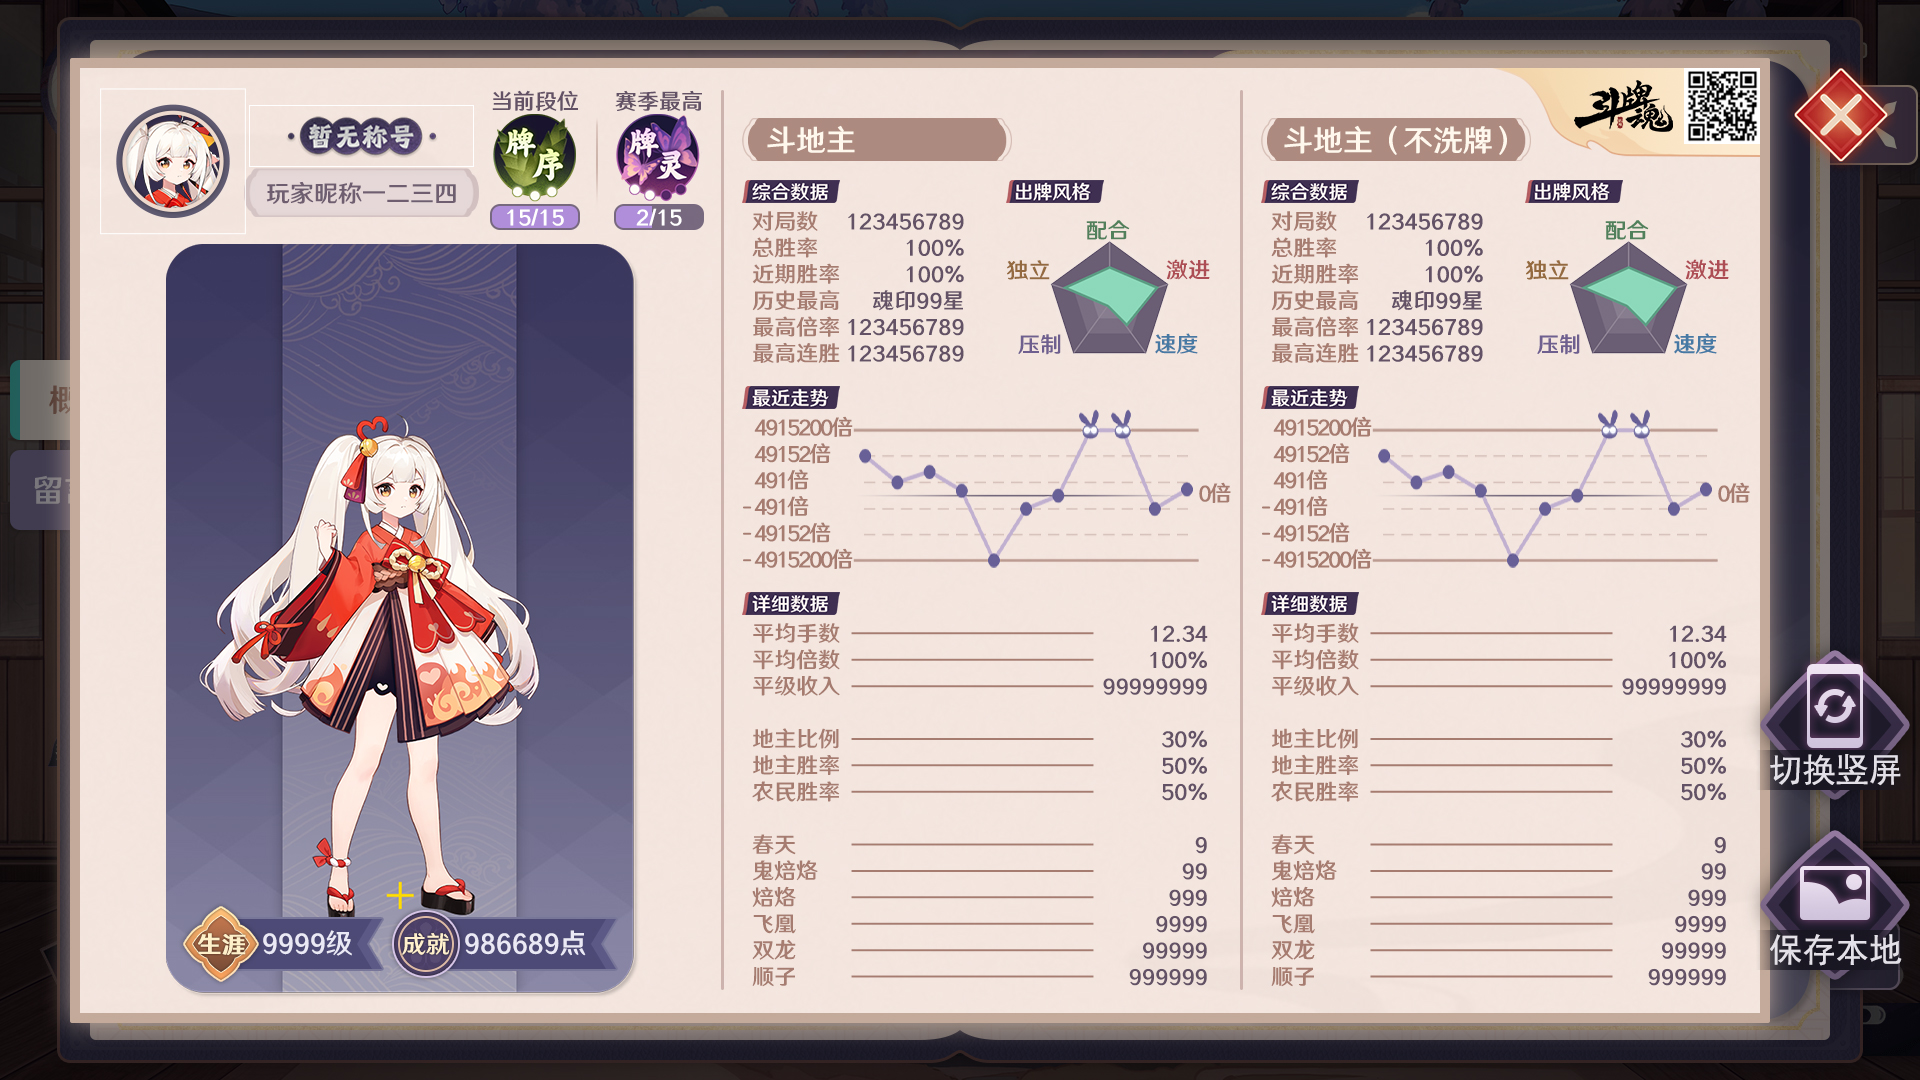 暂无称号
玩家昵称一二三四
当前段位
牌序
15/15
赛季最高
牌灵
2/15
生涯
9999级
成就
986689点
斗地主
综合数据
对局数 123456789
总胜率 100%
近期胜率 100%
历史最高 魂印99星
最高倍率 123456789
最高连胜 123456789
出牌风格
配合
独立
激进
压制
速度
最近走势
4915200倍
49152倍
491倍
0倍
-491倍
-49152倍
-4915200倍
详细数据
平均手数 12.34
平均倍数 100%
平级收入 99999999
地主比例 30%
地主胜率 50%
农民胜率 50%
春天 9
鬼焙烙 99
焙烙 999
飞凰 9999
双龙 99999
顺子 999999
斗地主（不洗牌）
综合数据
对局数 123456789
总胜率 100%
近期胜率 100%
历史最高 魂印99星
最高倍率 123456789
最高连胜 123456789
出牌风格
配合
独立
激进
压制
速度
最近走势
4915200倍
49152倍
491倍
0倍
-491倍
-49152倍
-4915200倍
详细数据
平均手数 12.34
平均倍数 100%
平级收入 99999999
地主比例 30%
地主胜率 50%
农民胜率 50%
春天 9
鬼焙烙 99
焙烙 999
飞凰 9999
双龙 99999
顺子 999999
斗牌魂
切换竖屏
保存本地
概
留